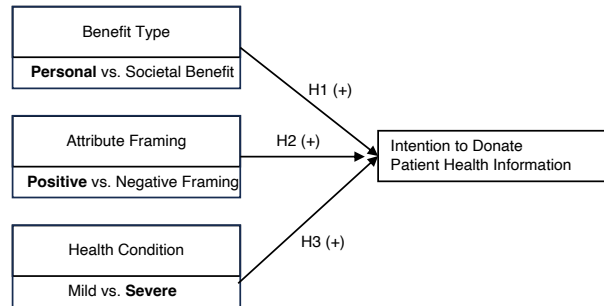 Benefit Type
Personal vs. Societal Benefit
H1 (+)
Attribute Framing
Positive vs. Negative Framing
H2 (+)
Intention to Donate
Patient Health Information
Health Condition
Mild vs. Severe
H3 (+)